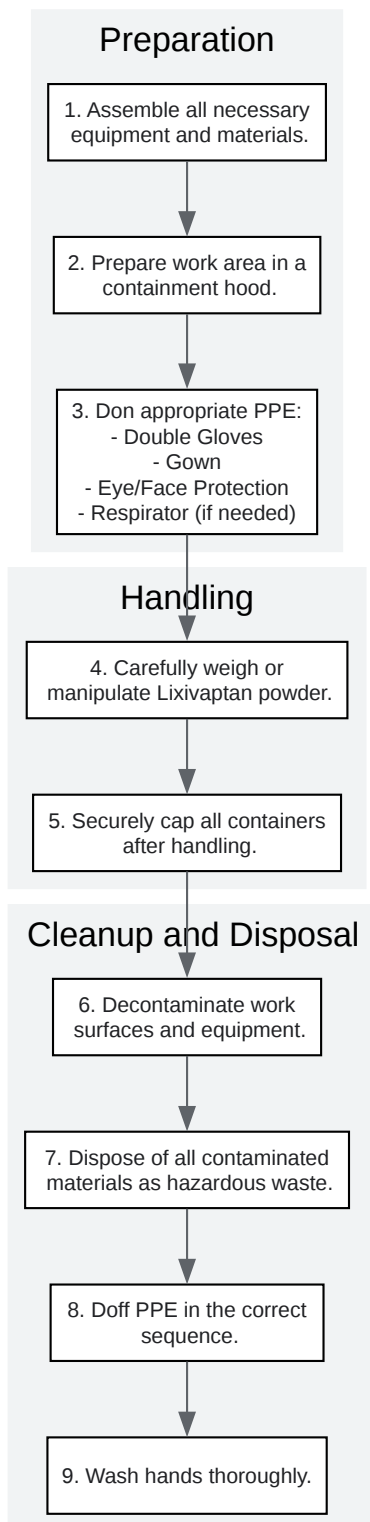 Preparation
1. Assemble all necessary
equipment and materials.
2. Prepare work area in a
containment hood.
3. Don appropriate PPE:
- Double Gloves
- Gown
- Eye/Face Protection
- Respirator (if needed)
Handling
4. Carefully weigh or
manipulate Lixivaptan powder.
5. Securely cap all containers
after handling.
Cleanup and Disposal
6. Decontaminate work
surfaces and equipment.
7. Dispose of all contaminated
materials as hazardous waste.
8. Doff PPE in the correct
sequence.
9. Wash hands thoroughly.